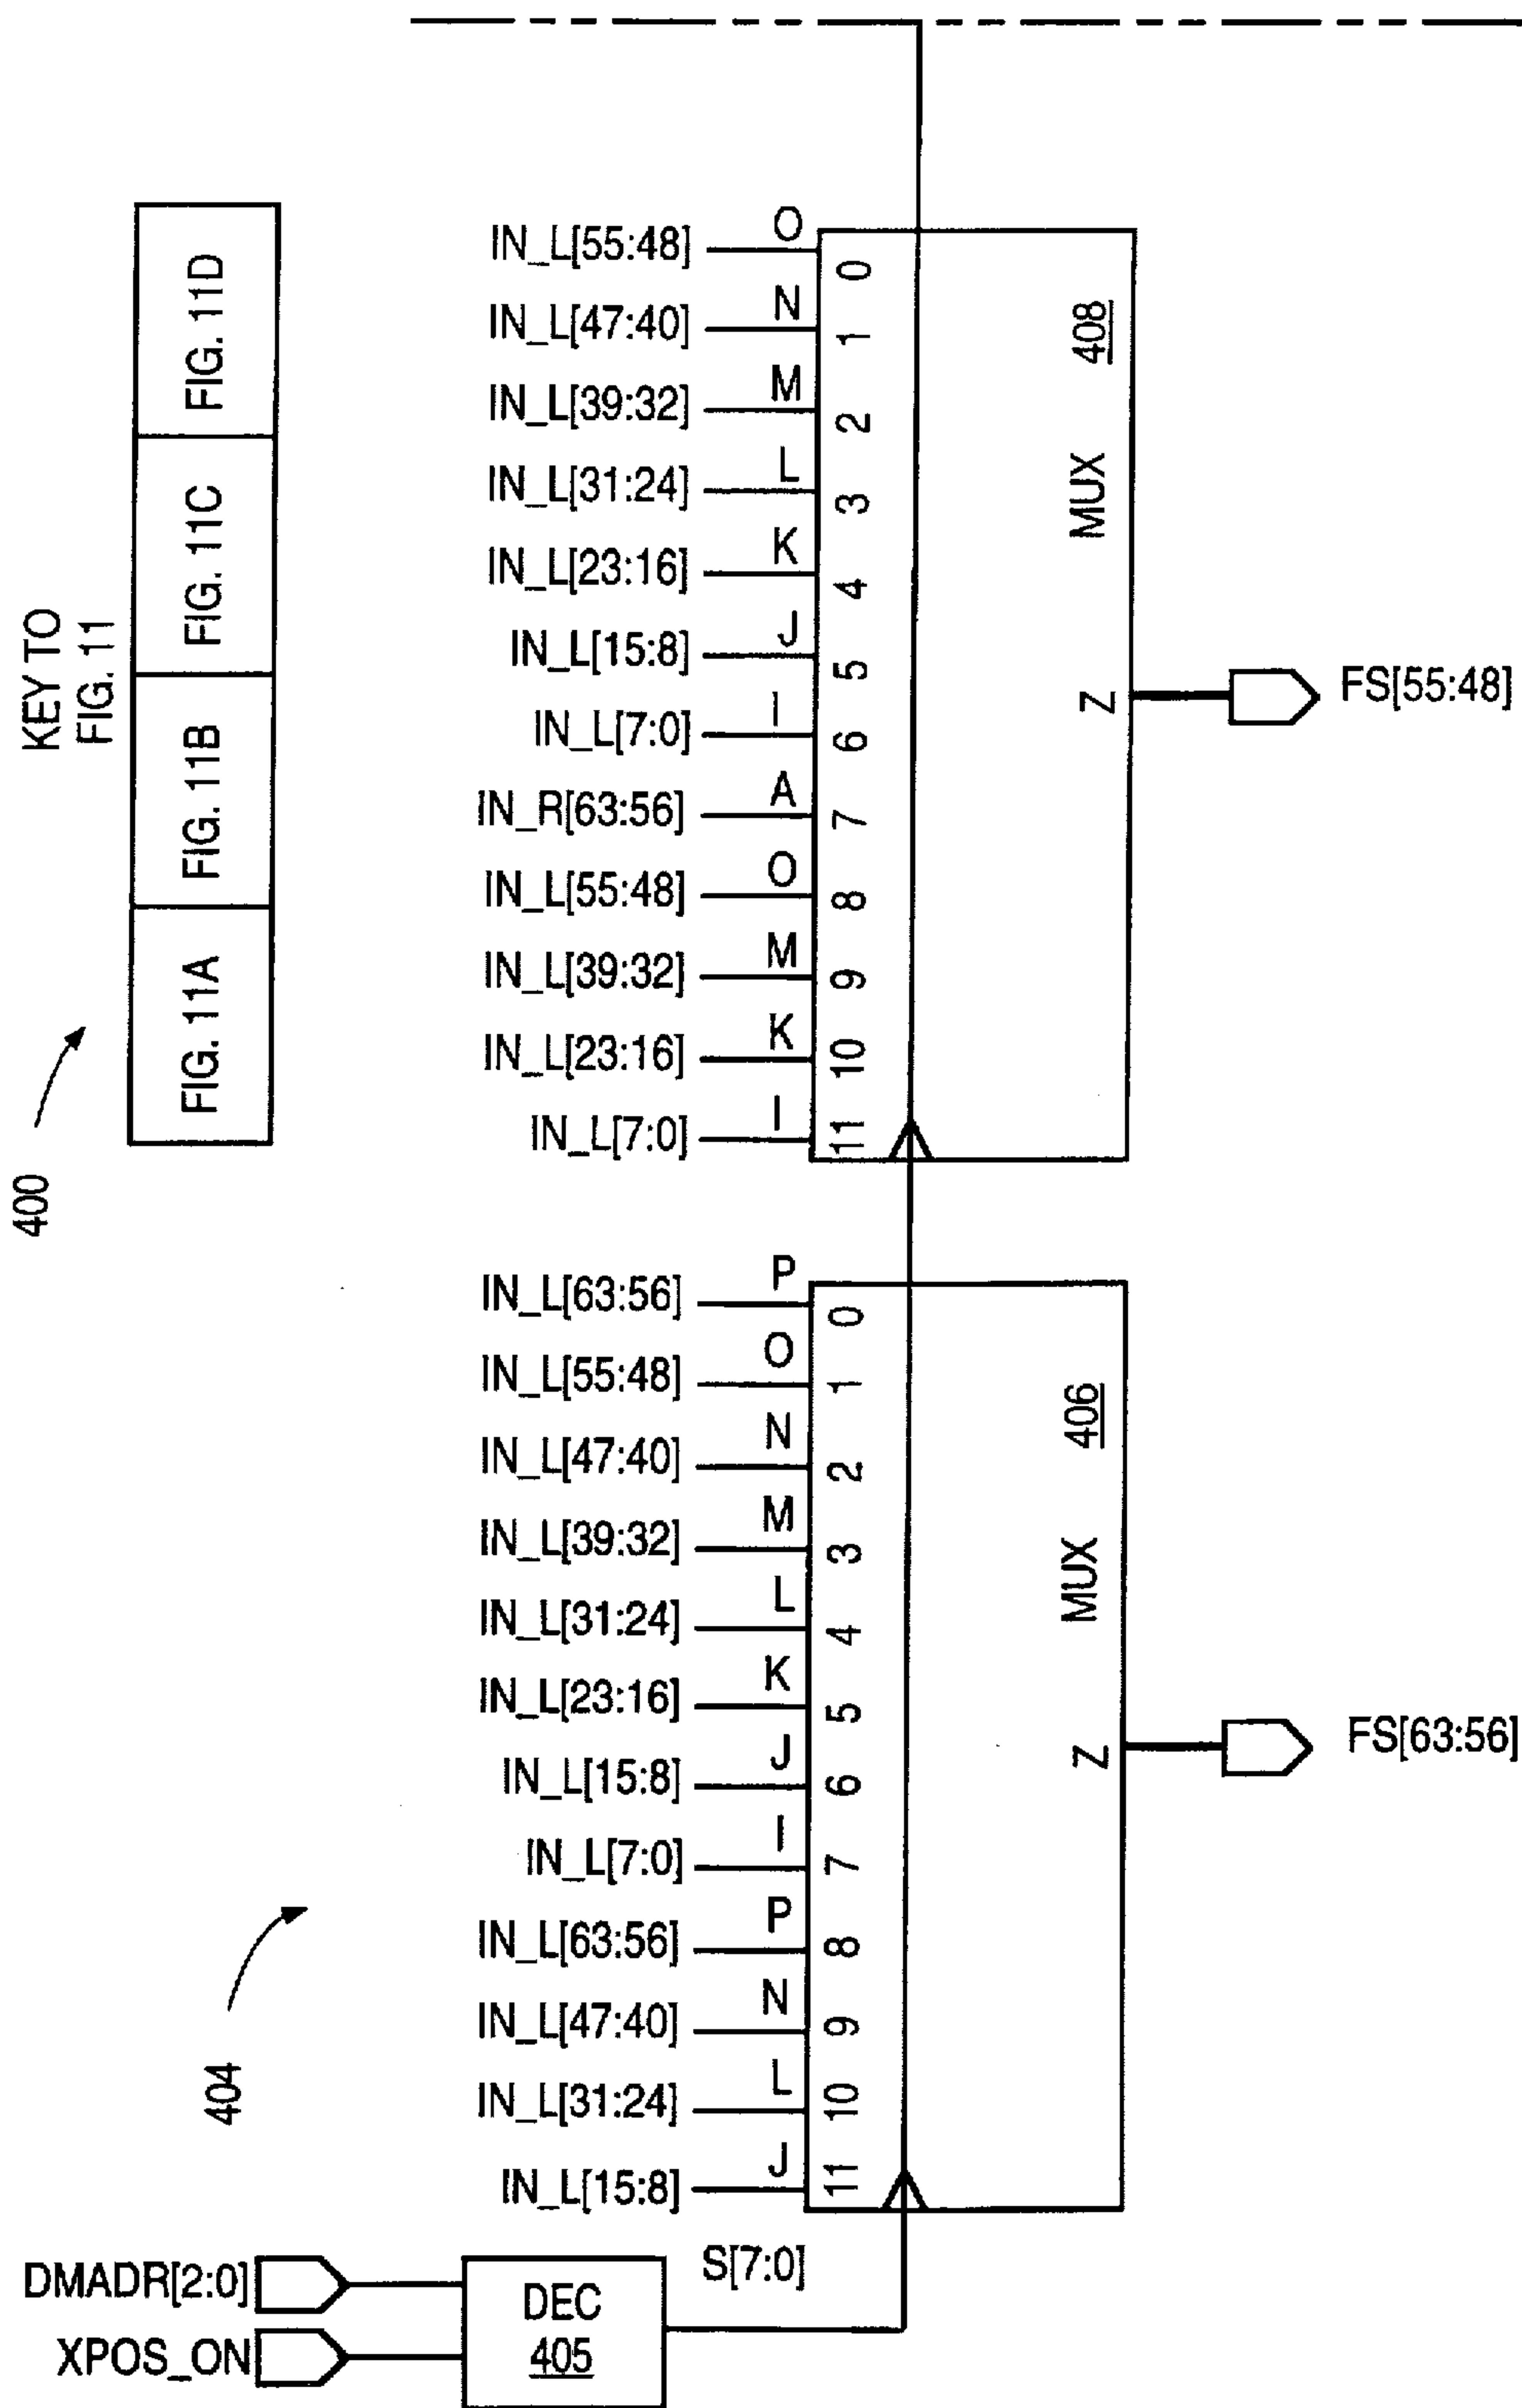 KEY TO
FIG. 11
FIG. 11A
FIG. 11B
FIG. 11C
FIG. 11D
400
IN_L[55:48] O 0
IN_L[47:40] N 1
IN_L[39:32] M 2
IN_L[31:24] L 3
IN_L[23:16] K 4
IN_L[15:8] J 5
IN_L[7:0] I 6
IN_R[63:56] A 7
IN_L[55:48] O 8
IN_L[39:32] M 9
IN_L[23:16] K 10
IN_L[7:0] I 11
MUX
408
Z
FS[55:48]
404
IN_L[63:56] P 0
IN_L[55:48] O 1
IN_L[47:40] N 2
IN_L[39:32] M 3
IN_L[31:24] L 4
IN_L[23:16] K 5
IN_L[15:8] J 6
IN_L[7:0] I 7
IN_L[63:56] P 8
IN_L[47:40] N 9
IN_L[31:24] L 10
IN_L[15:8] J 11
MUX
406
Z
FS[63:56]
DMADR[2:0]
XPOS_ON
DEC
405
S[7:0]